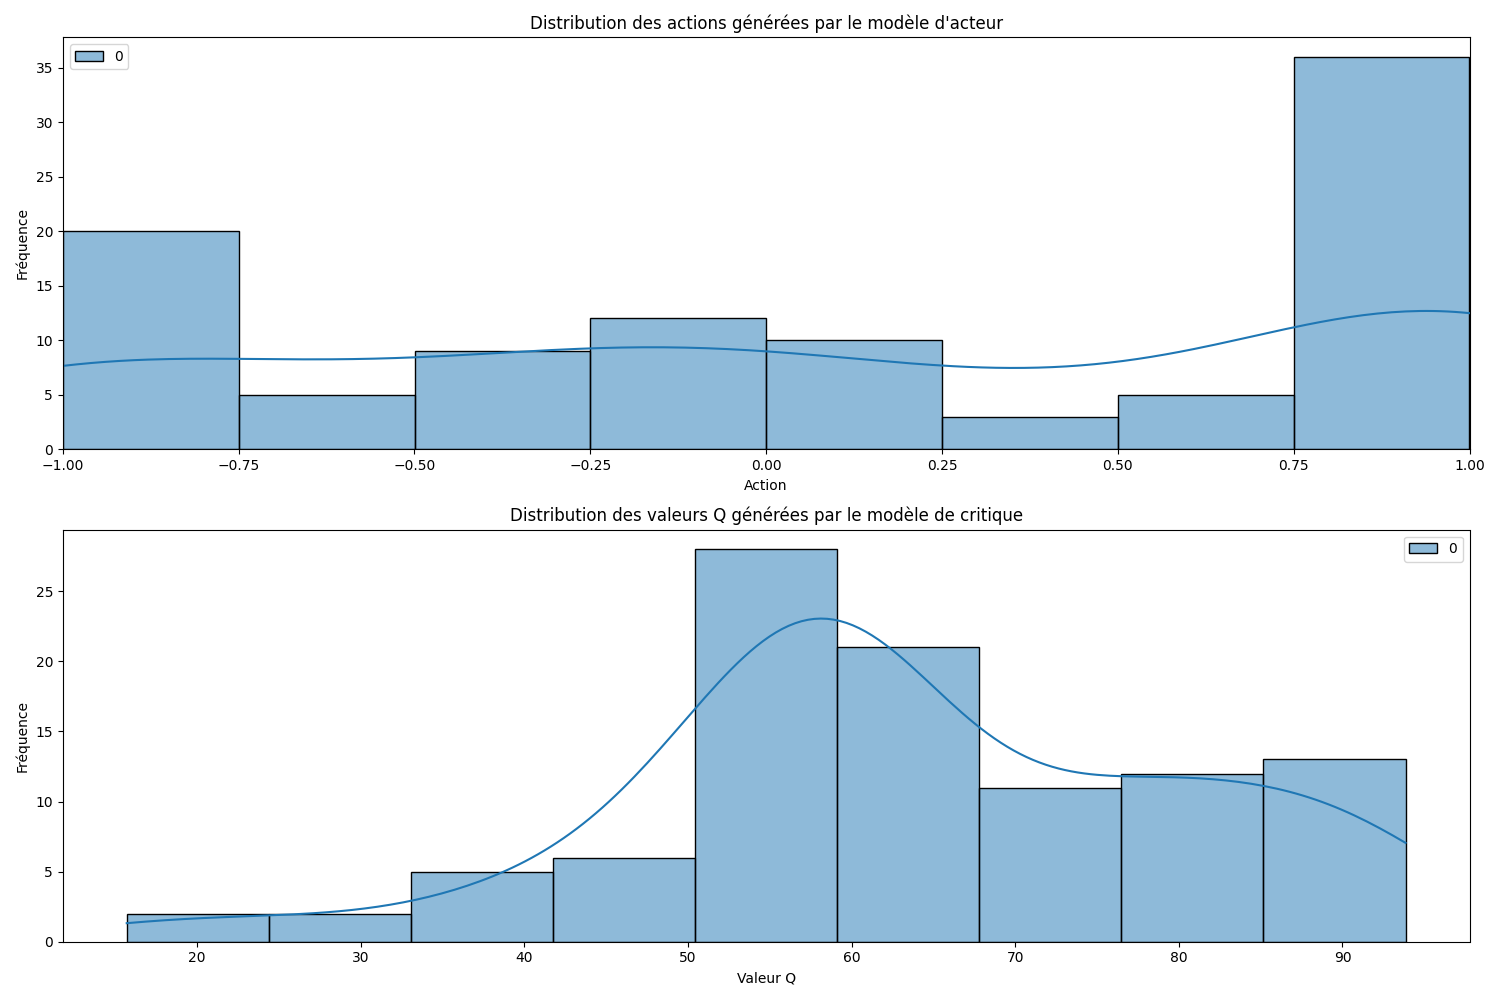 Distribution des actions générées par le modèle d'acteur
0
35
30
25
20
15
10
5
0
Fréquence
−1.00 −0.75 −0.50 −0.25 0.00 0.25 0.50 0.75 1.00
Action
Distribution des valeurs Q générées par le modèle de critique
0
25
20
15
10
5
0
Fréquence
20 30 40 50 60 70 80 90
Valeur Q